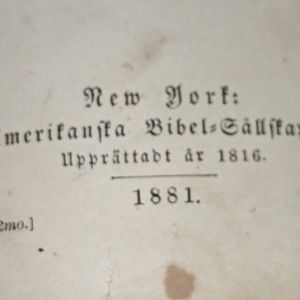 New York:
merikanska Bibel-Sällska
Upprättadt år 1816.
1881.
2mo.]